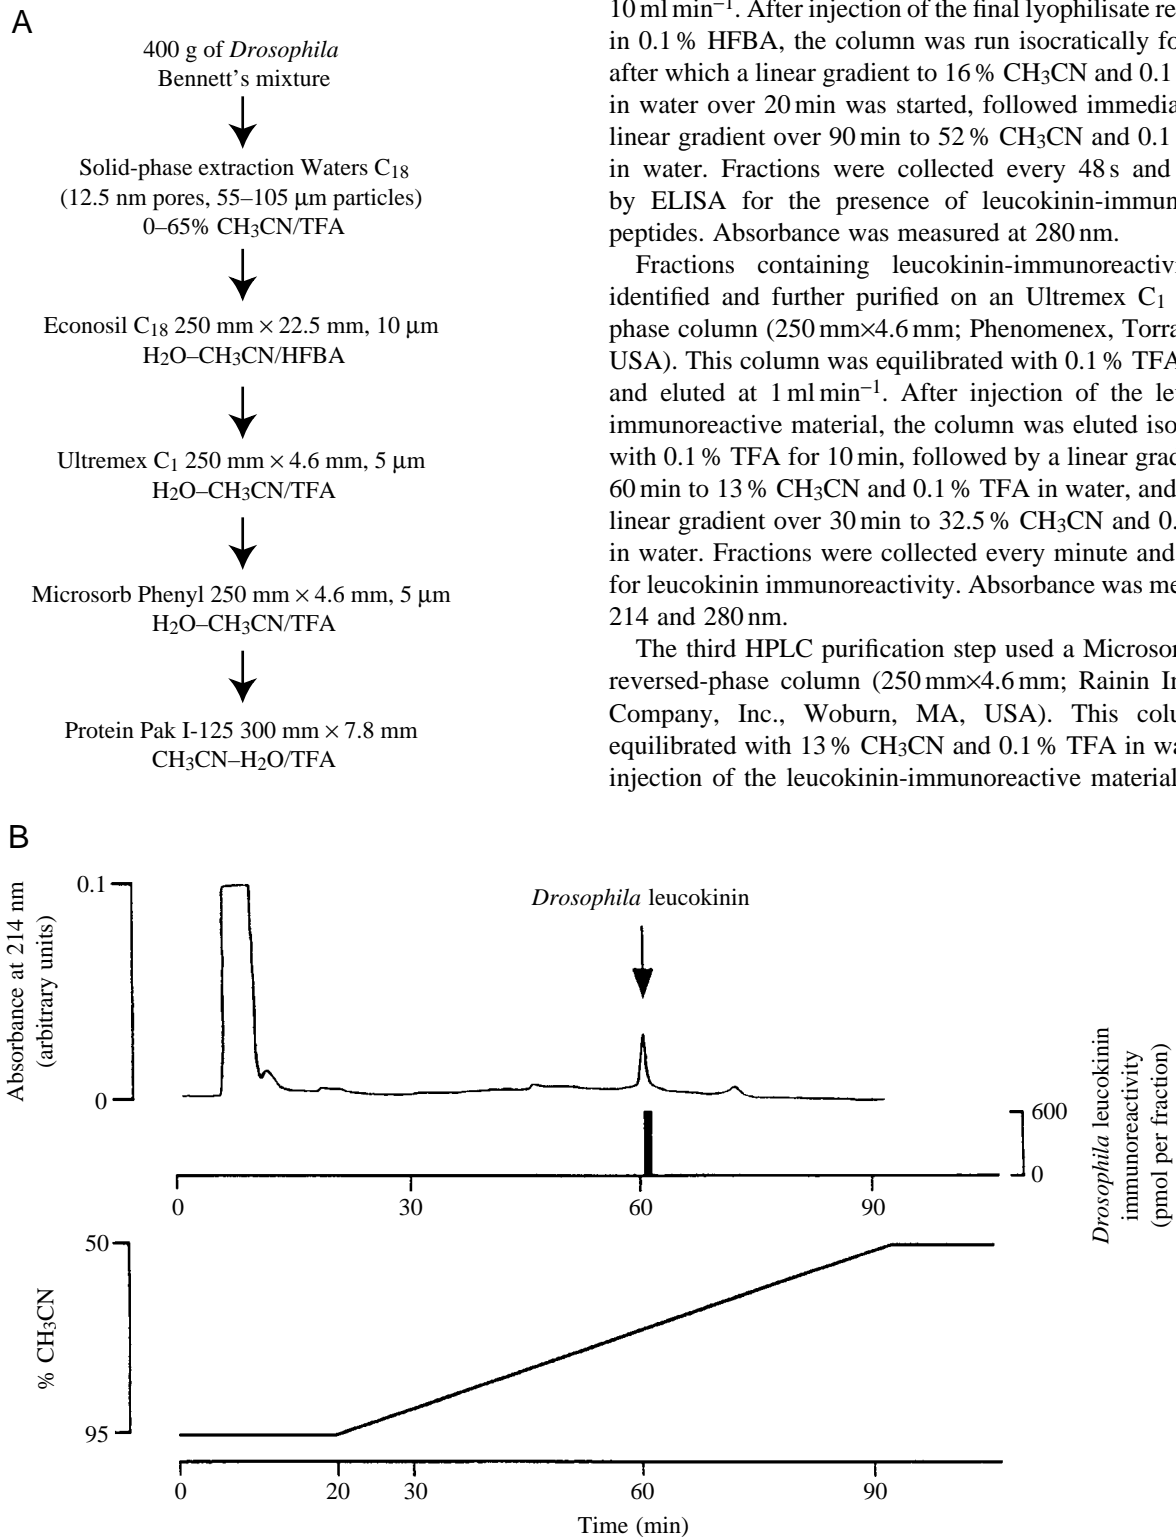 A
400 g of Drosophila
Bennett's mixture
Solid-phase extraction Waters C18
(12.5 nm pores, 55–105 µm particles)
0–65% CH3CN/TFA
Econosil C18 250 mm × 22.5 mm, 10 µm
H2O–CH3CN/HFBA
Ultremex C1 250 mm × 4.6 mm, 5 µm
H2O–CH3CN/TFA
Microsorb Phenyl 250 mm × 4.6 mm, 5 µm
H2O–CH3CN/TFA
Protein Pak I-125 300 mm × 7.8 mm
CH3CN–H2O/TFA
10 ml min−1. After injection of the final lyophilisate re
in 0.1 % HFBA, the column was run isocratically fo
after which a linear gradient to 16 % CH3CN and 0.1
in water over 20 min was started, followed immedia
linear gradient over 90 min to 52 % CH3CN and 0.1
in water. Fractions were collected every 48 s and
by ELISA for the presence of leucokinin-immun
peptides. Absorbance was measured at 280 nm.
Fractions containing leucokinin-immunoreactivi
identified and further purified on an Ultremex C1
phase column (250 mm×4.6 mm; Phenomenex, Torra
USA). This column was equilibrated with 0.1 % TFA
and eluted at 1 ml min−1. After injection of the le
immunoreactive material, the column was eluted iso
with 0.1 % TFA for 10 min, followed by a linear grad
60 min to 13 % CH3CN and 0.1 % TFA in water, and
linear gradient over 30 min to 32.5 % CH3CN and 0.
in water. Fractions were collected every minute and
for leucokinin immunoreactivity. Absorbance was me
214 and 280 nm.
The third HPLC purification step used a Microsor
reversed-phase column (250 mm×4.6 mm; Rainin In
Company, Inc., Woburn, MA, USA). This colu
equilibrated with 13 % CH3CN and 0.1 % TFA in wa
injection of the leucokinin-immunoreactive material
B
Absorbance at 214 nm
(arbitrary units)
0.1
0
Drosophila leucokinin
600
0
Drosophila leucokinin
immunoreactivity
(pmol per fraction)
0 30 60 90
% CH3CN
50
95
0 20 30 60 90
Time (min)